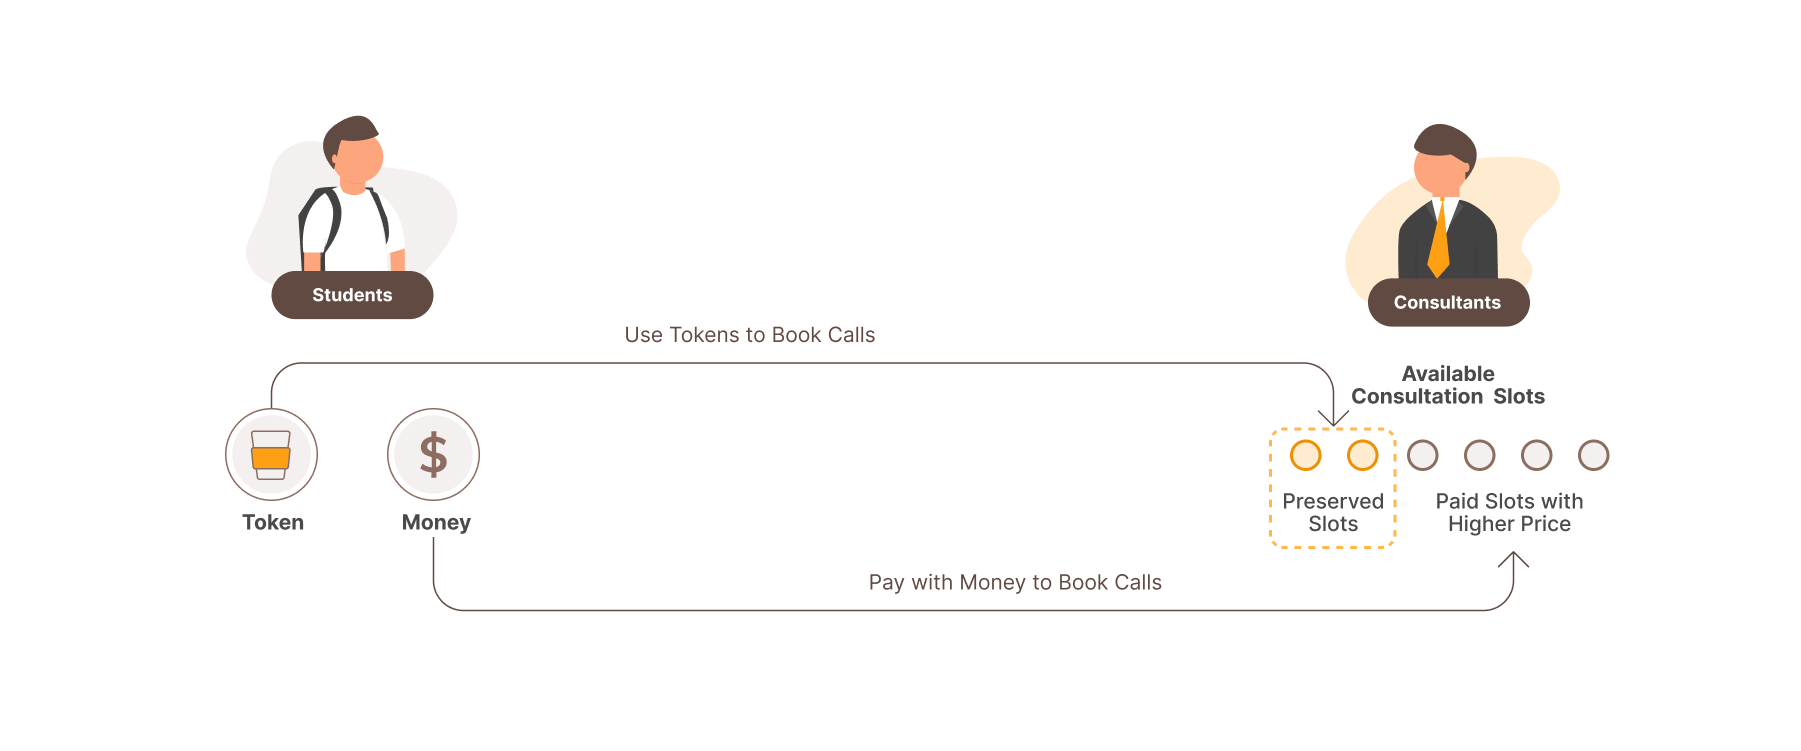 Students
Consultants
Use Tokens to Book Calls
Available
Consultation Slots
$
Token
Money
Preserved
Slots
Paid Slots with
Higher Price
Pay with Money to Book Calls